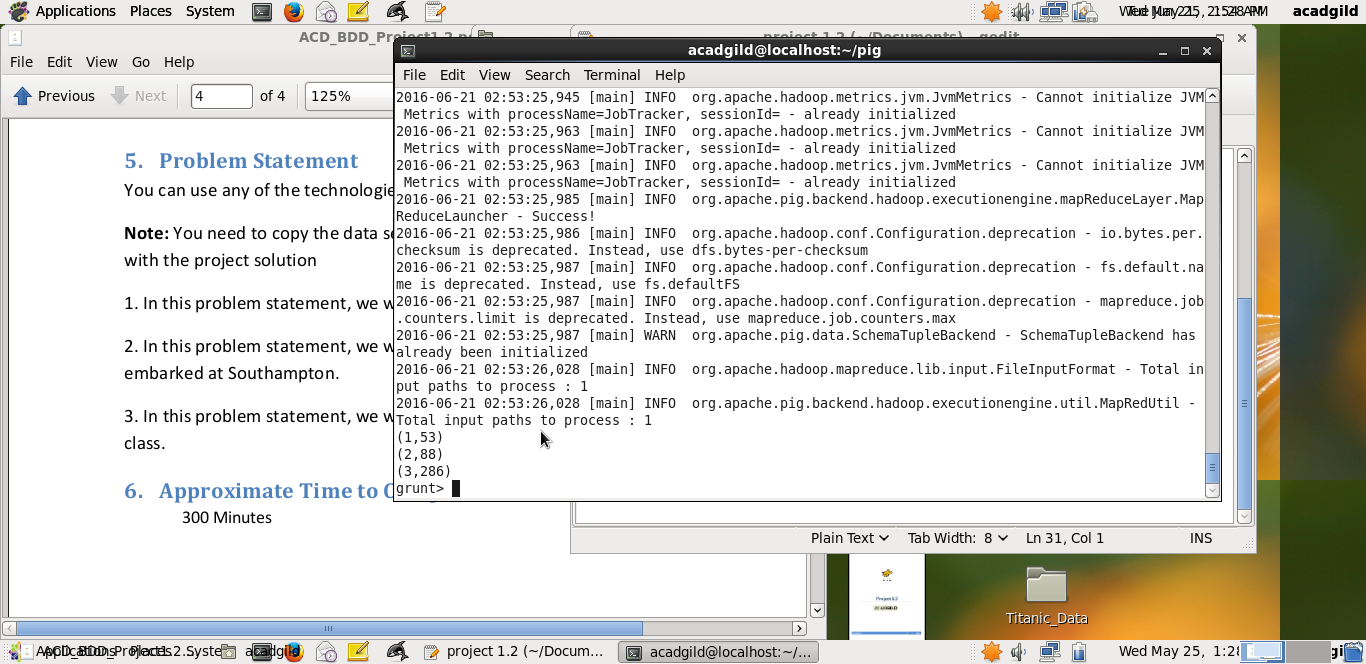 Applications Places System
acadgild
ACD_BDD_Project1.2.p
project 1.2 (~/Documents) - gedit
acadgild@localhost:~/pig
File Edit View Go Help
File Edit View Search Terminal Help
Previous Next 4 of 4 125%
5. Problem Statement
You can use any of the technologie
Note: You need to copy the data s
with the project solution
1. In this problem statement, we w
2. In this problem statement, we w
embarked at Southampton.
3. In this problem statement, we w
class.
6. Approximate Time to C
300 Minutes
2016-06-21 02:53:25,945 [main] INFO  org.apache.hadoop.metrics.jvm.JvmMetrics - Cannot initialize JVM
Metrics with processName=JobTracker, sessionId= - already initialized
2016-06-21 02:53:25,963 [main] INFO  org.apache.hadoop.metrics.jvm.JvmMetrics - Cannot initialize JVM
Metrics with processName=JobTracker, sessionId= - already initialized
2016-06-21 02:53:25,963 [main] INFO  org.apache.hadoop.metrics.jvm.JvmMetrics - Cannot initialize JVM
Metrics with processName=JobTracker, sessionId= - already initialized
2016-06-21 02:53:25,985 [main] INFO  org.apache.pig.backend.hadoop.executionengine.mapReduceLayer.Map
ReduceLauncher - Success!
2016-06-21 02:53:25,986 [main] INFO  org.apache.hadoop.conf.Configuration.deprecation - io.bytes.per.
checksum is deprecated. Instead, use dfs.bytes-per-checksum
2016-06-21 02:53:25,987 [main] INFO  org.apache.hadoop.conf.Configuration.deprecation - fs.default.na
me is deprecated. Instead, use fs.defaultFS
2016-06-21 02:53:25,987 [main] INFO  org.apache.hadoop.conf.Configuration.deprecation - mapreduce.job
.counters.limit is deprecated. Instead, use mapreduce.job.counters.max
2016-06-21 02:53:25,987 [main] WARN  org.apache.pig.data.SchemaTupleBackend - SchemaTupleBackend has
already been initialized
2016-06-21 02:53:26,028 [main] INFO  org.apache.hadoop.mapreduce.lib.input.FileInputFormat - Total in
put paths to process : 1
2016-06-21 02:53:26,028 [main] INFO  org.apache.pig.backend.hadoop.executionengine.util.MapRedUtil -
Total input paths to process : 1
(1,53)
(2,88)
(3,286)
grunt>
Plain Text Tab Width: 8 Ln 31, Col 1 INS
Titanic_Data
project 1.2 (~/Docum...
acadgild@localhost:~/...
Wed May 25, 1:28